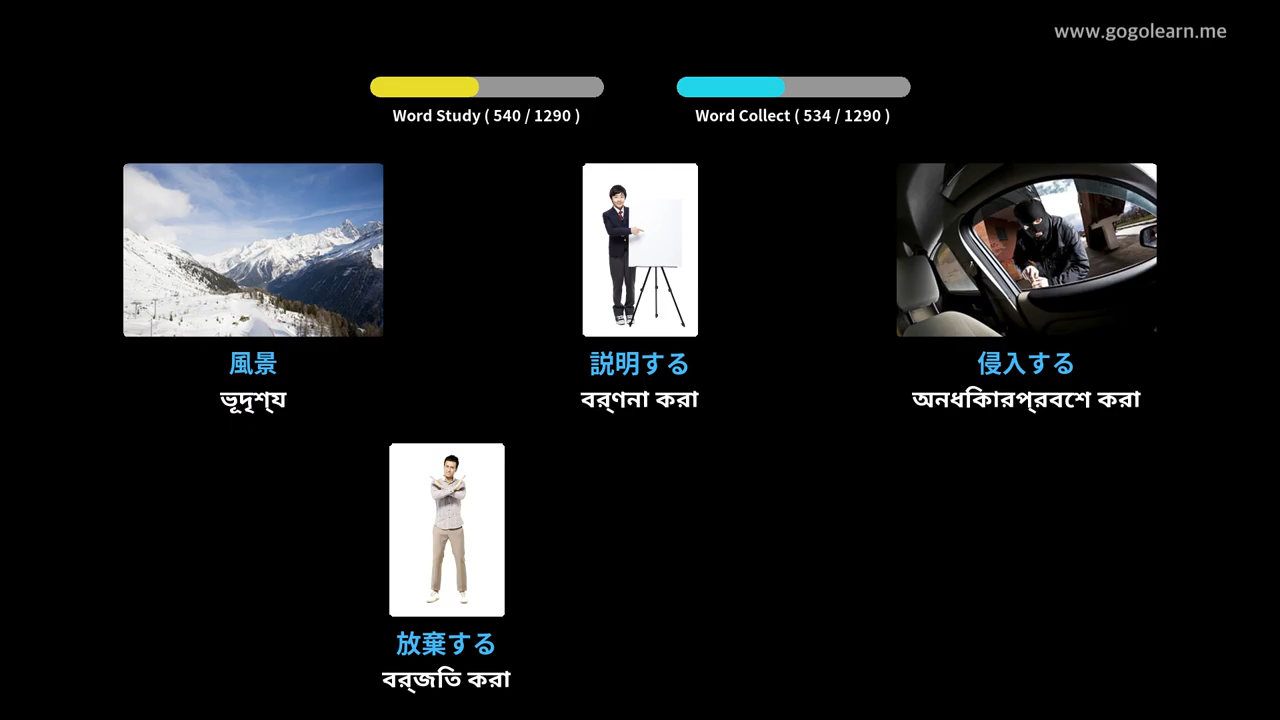 www.gogolearn.me
Word Study ( 540 / 1290 )
Word Collect ( 534 / 1290 )
風景
ভূদৃশ্য
説明する
বর্ণনা করা
侵入する
অনধিকারপ্রবেশ করা
放棄する
বর্জিত করা